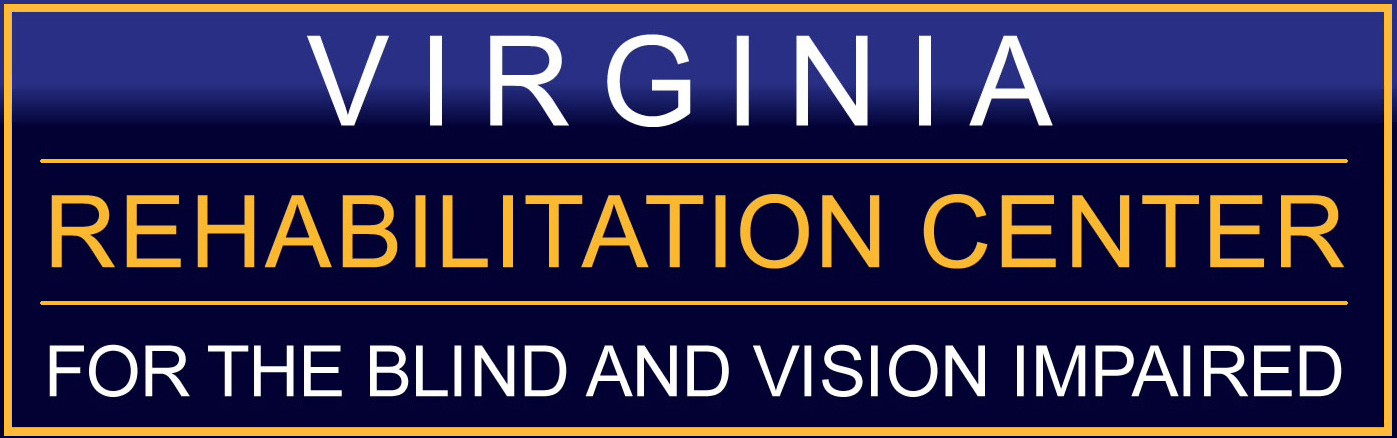 VIRGINIA
REHABILITATION CENTER
FOR THE BLIND AND VISION IMPAIRED